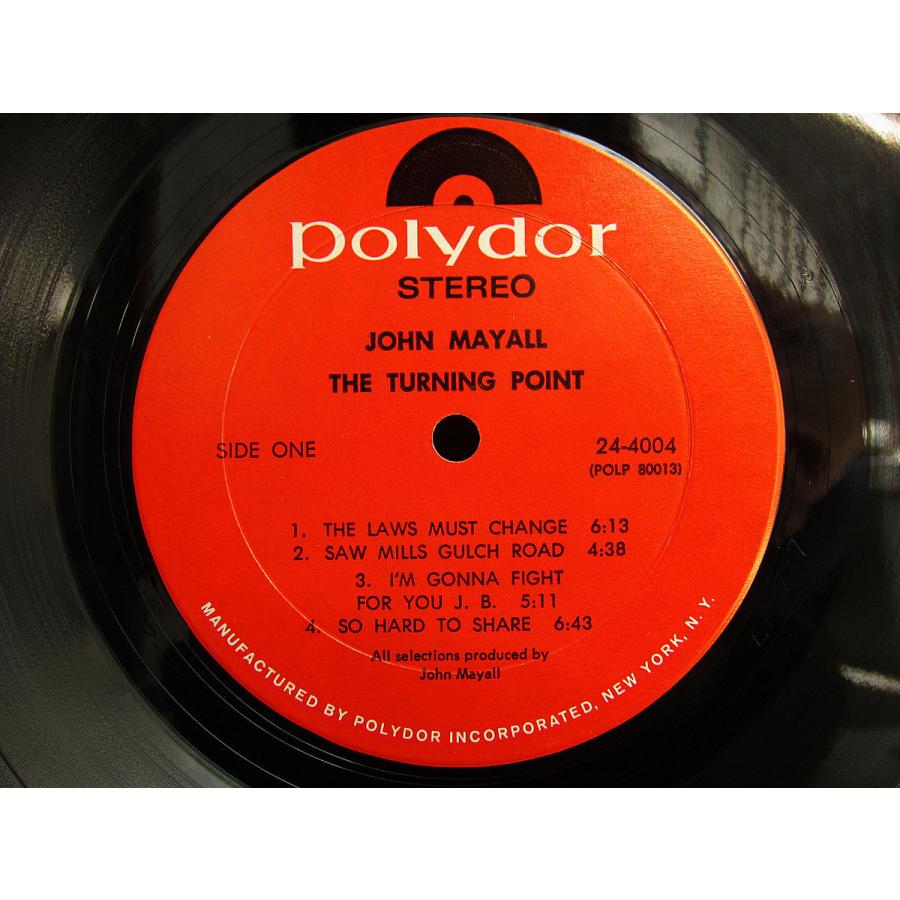 polydor
STEREO
JOHN MAYALL
THE TURNING POINT
SIDE ONE 24-4004
(POLP 80013)
1. THE LAWS MUST CHANGE 6:13
2. SAW MILLS GULCH ROAD 4:38
3. I'M GONNA FIGHT
FOR YOU J. B. 5:11
4. SO HARD TO SHARE 6:43
All selections produced by
John Mayall
MANUFACTURED BY POLYDOR INCORPORATED, NEW YORK, N. Y.